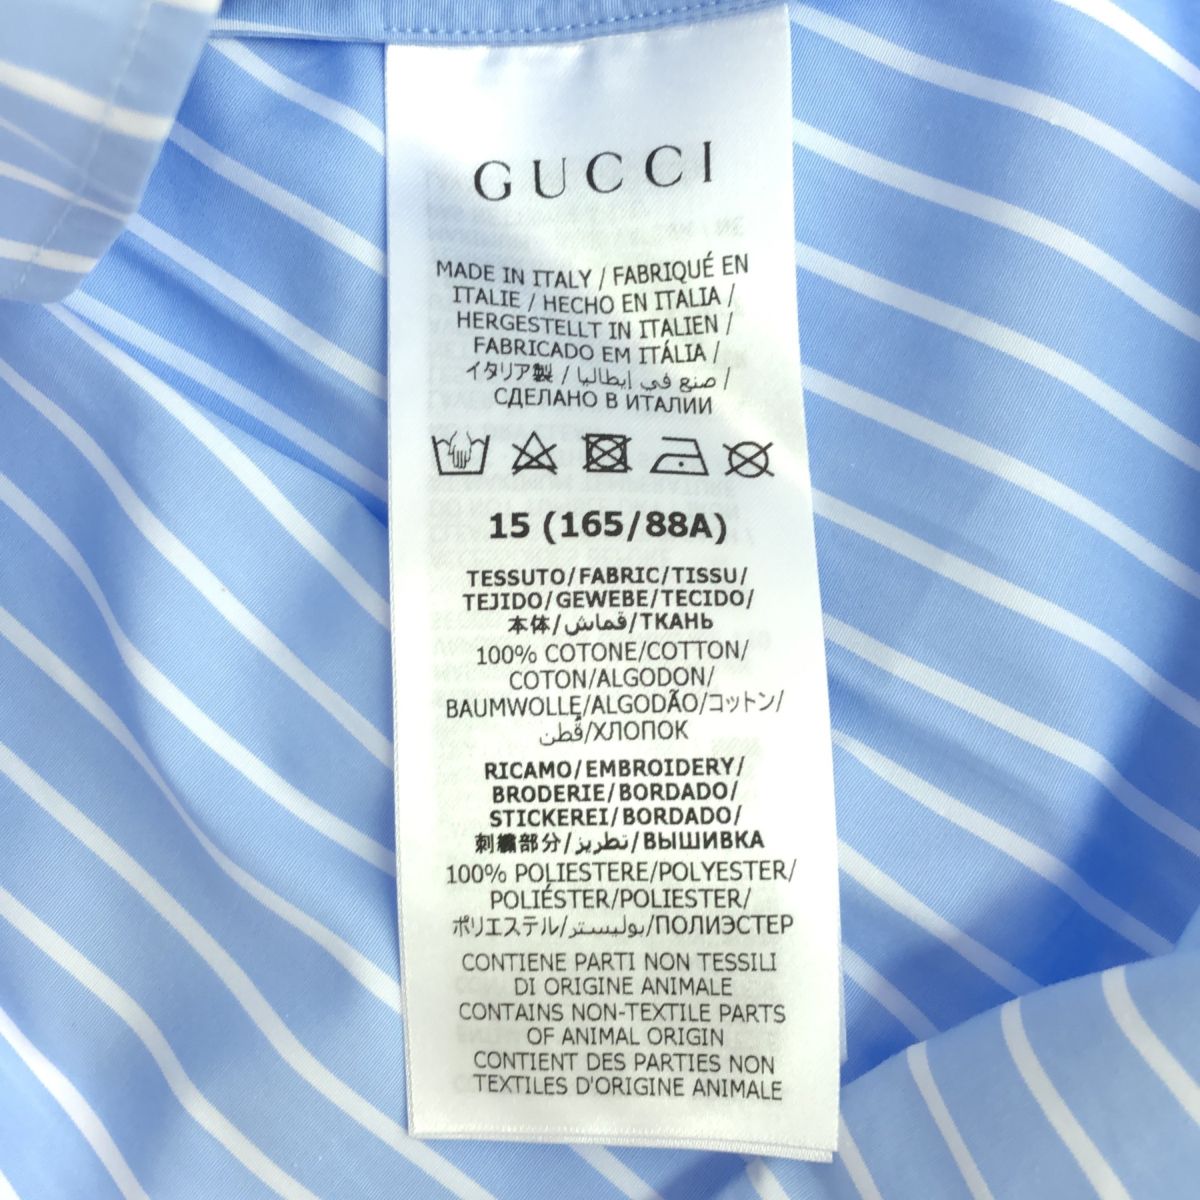 GUCCI
MADE IN ITALY / FABRIQUÉ EN
ITALIE / HECHO EN ITALIA /
HERGESTELLT IN ITALIEN /
FABRICADO EM ITÁLIA /
イタリア製 / صنع في إيطاليا /
СДЕЛАНО В ИТАЛИИ
15 (165/88A)
TESSUTO/FABRIC/TISSU/
TEJIDO/GEWEBE/TECIDO/
本体/قماش/ТКАНЬ
100% COTONE/COTTON/
COTON/ALGODON/
BAUMWOLLE/ALGODÃO/コットン/
قُطن/ХЛОПОК
RICAMO/EMBROIDERY/
BRODERIE/BORDADO/
STICKEREI/BORDADO/
刺繍部分/تطريز/ВЫШИВКА
100% POLIESTERE/POLYESTER/
POLIÉSTER/POLIESTER/
ポリエステル/بوليستر/ПОЛИЭСТЕР
CONTIENE PARTI NON TESSILI
DI ORIGINE ANIMALE
CONTAINS NON-TEXTILE PARTS
OF ANIMAL ORIGIN
CONTIENT DES PARTIES NON
TEXTILES D'ORIGINE ANIMALE